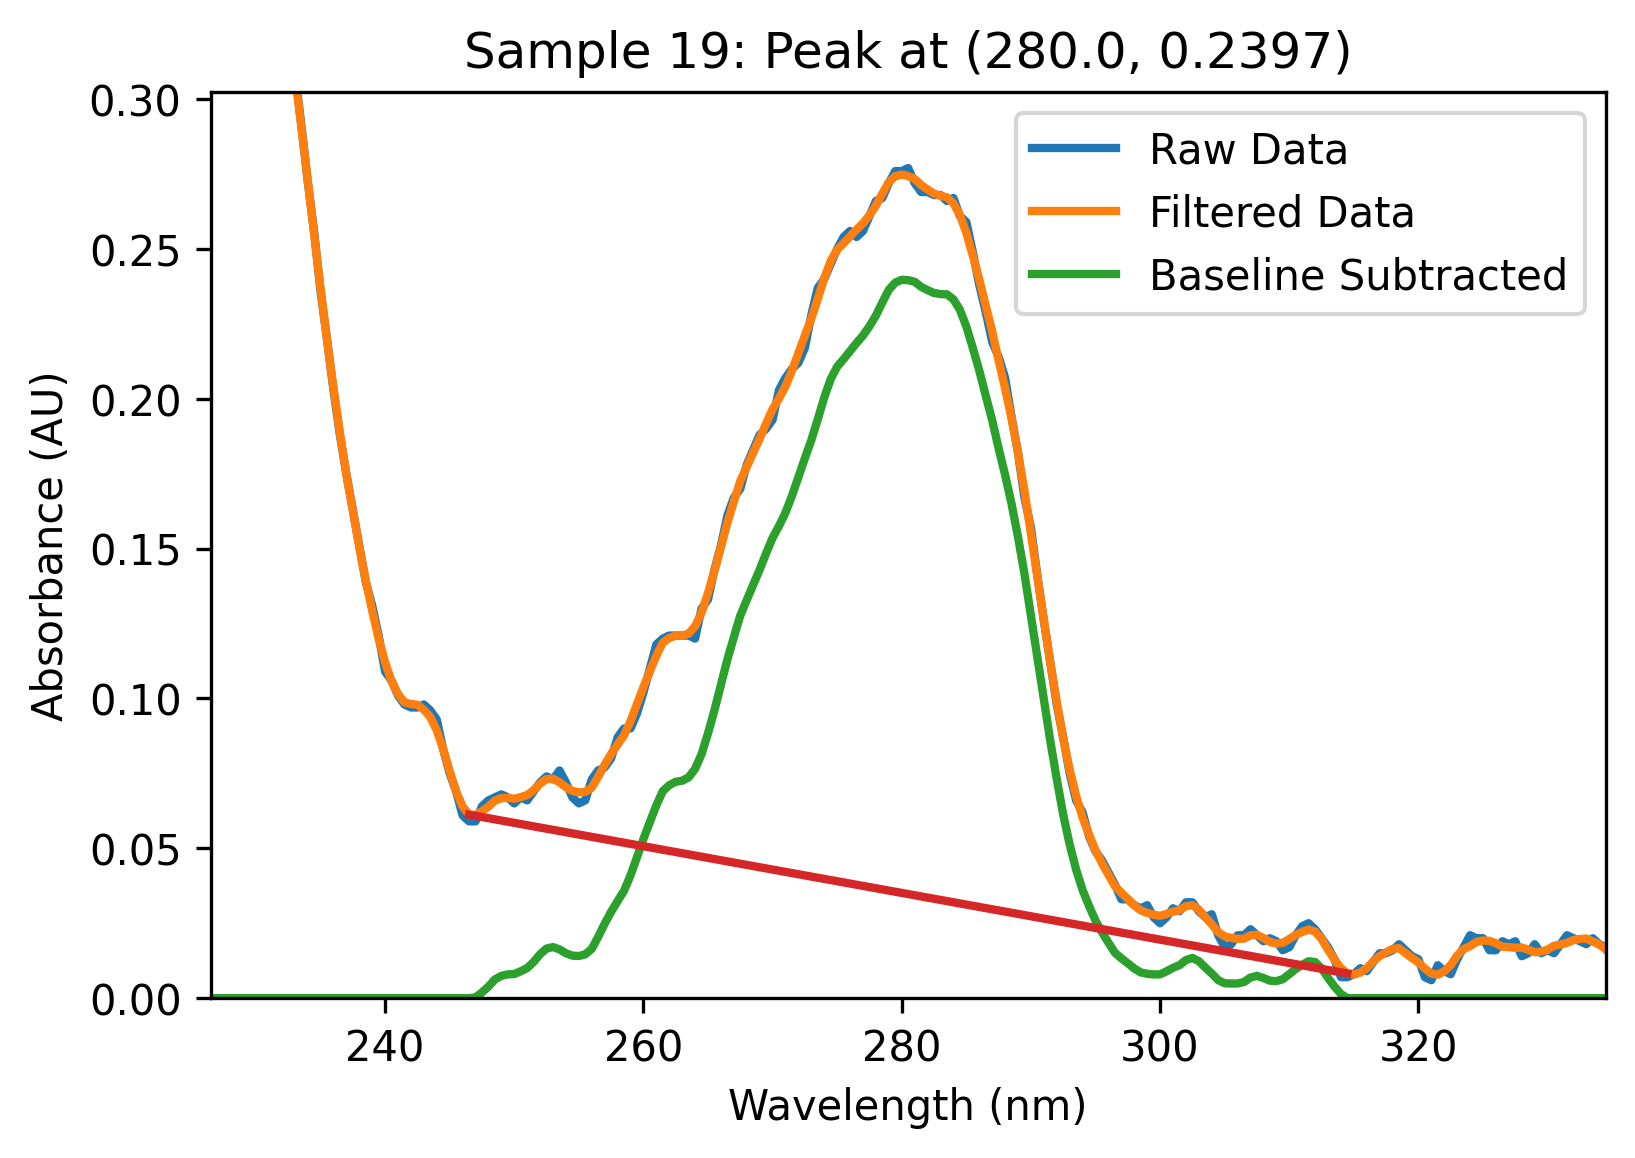 Sample 19: Peak at (280.0, 0.2397)
Raw Data
Filtered Data
Baseline Subtracted
Absorbance (AU)
0.30
0.25
0.20
0.15
0.10
0.05
0.00
240 260 280 300 320
Wavelength (nm)